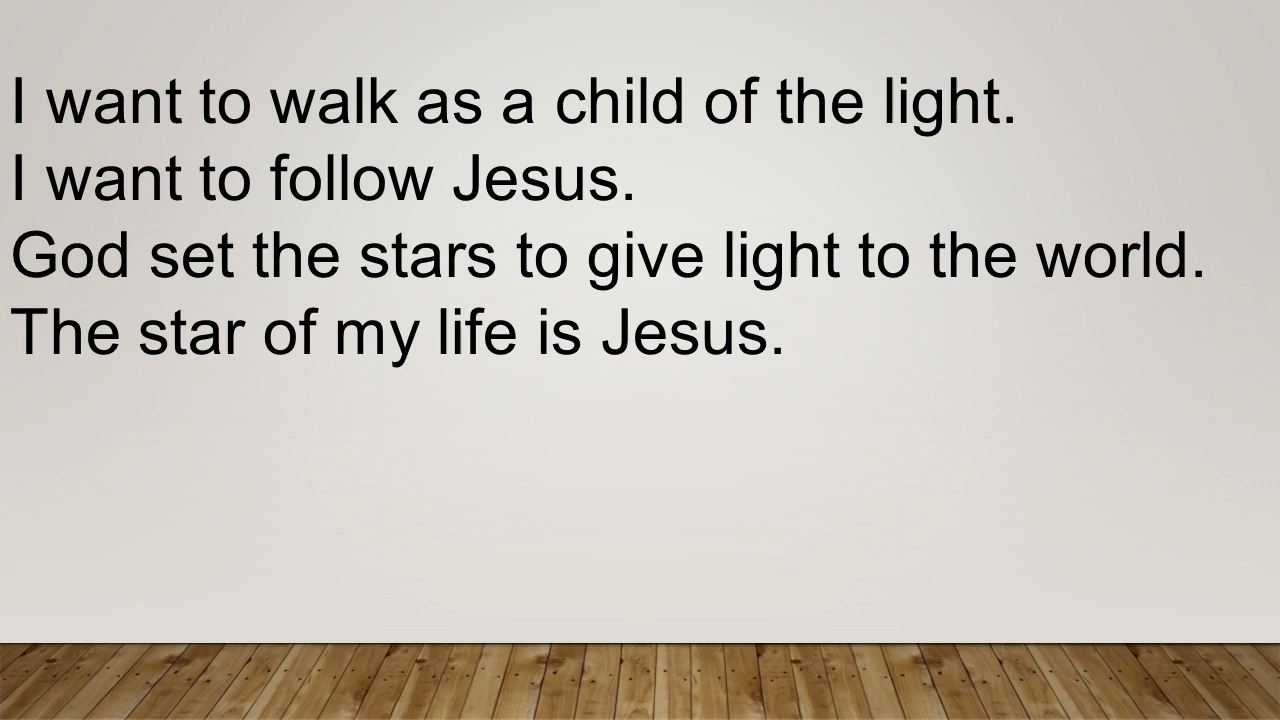 I want to walk as a child of the light.
I want to follow Jesus.
God set the stars to give light to the world.
The star of my life is Jesus.